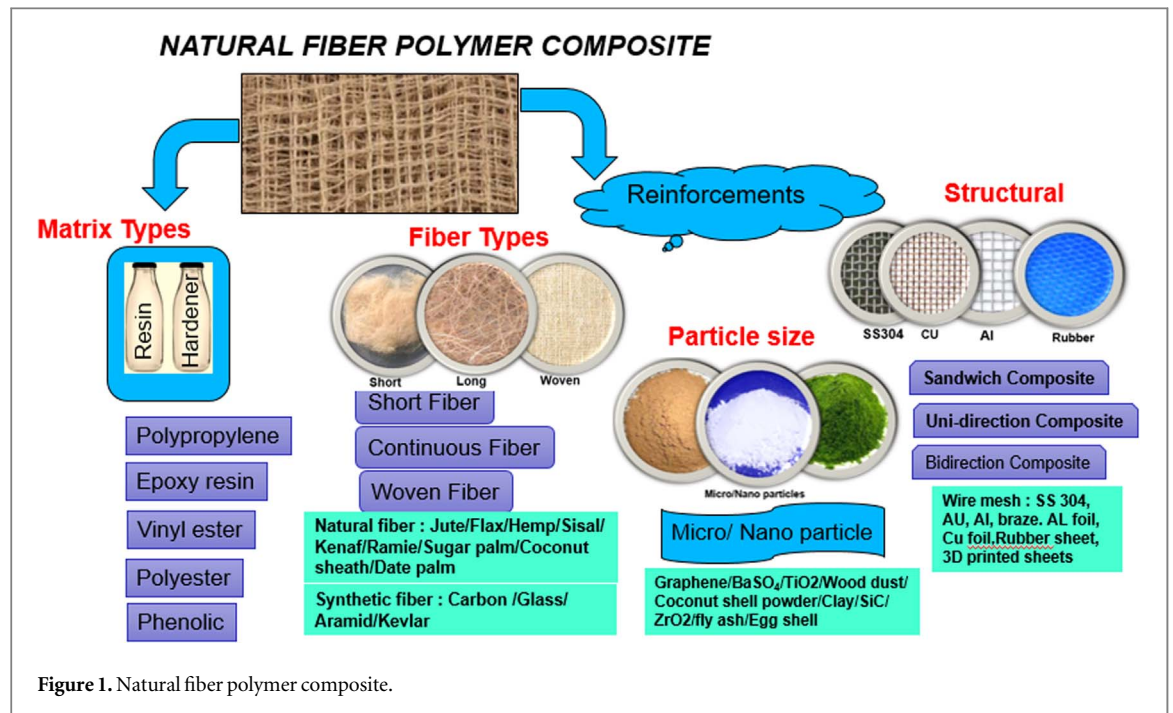 NATURAL FIBER POLYMER COMPOSITE
Reinforcements
Matrix Types
Resin
Hardener
Polypropylene
Epoxy resin
Vinyl ester
Polyester
Phenolic
Fiber Types
Short
Long
Woven
Short Fiber
Continuous Fiber
Woven Fiber
Natural fiber : Jute/Flax/Hemp/Sisal/
Kenaf/Ramie/Sugar palm/Coconut
sheath/Date palm
Synthetic fiber : Carbon /Glass/
Aramid/Kevlar
Particle size
Micro/Nano particles
Micro/ Nano particle
Graphene/BaSO₄/TiO2/Wood dust/
Coconut shell powder/Clay/SiC/
ZrO2/fly ash/Egg shell
Structural
SS304
CU
Al
Rubber
Sandwich Composite
Uni-direction Composite
Bidirection Composite
Wire mesh : SS 304,
AU, Al, braze. AL foil,
Cu foil,Rubber sheet,
3D printed sheets
Figure 1. Natural fiber polymer composite.